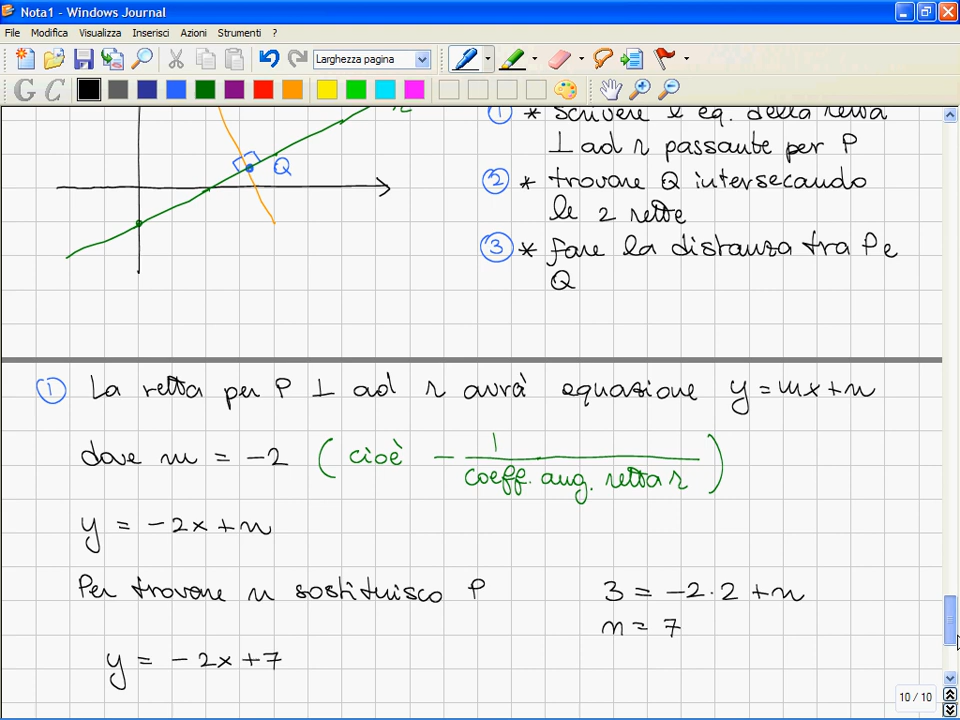 Nota1 - Windows Journal
File Modifica Visualizza Inserisci Azioni Strumenti ?
Larghezza pagina
G C
r
① * Scrivere l eq. della retta
⊥ ad r passante per P
② * trovare Q intersecando
le 2 rette
③ * fare la distanza tra P e
Q
Q
① La retta per P ⊥ ad r avrà equazione y = mx + n
dove m = -2 ( cioè - 1 / coeff. ang. retta r )
y = -2x + n
Per trovare n sostituisco P 3 = -2 · 2 + n
n = 7
y = -2x + 7
10 / 10